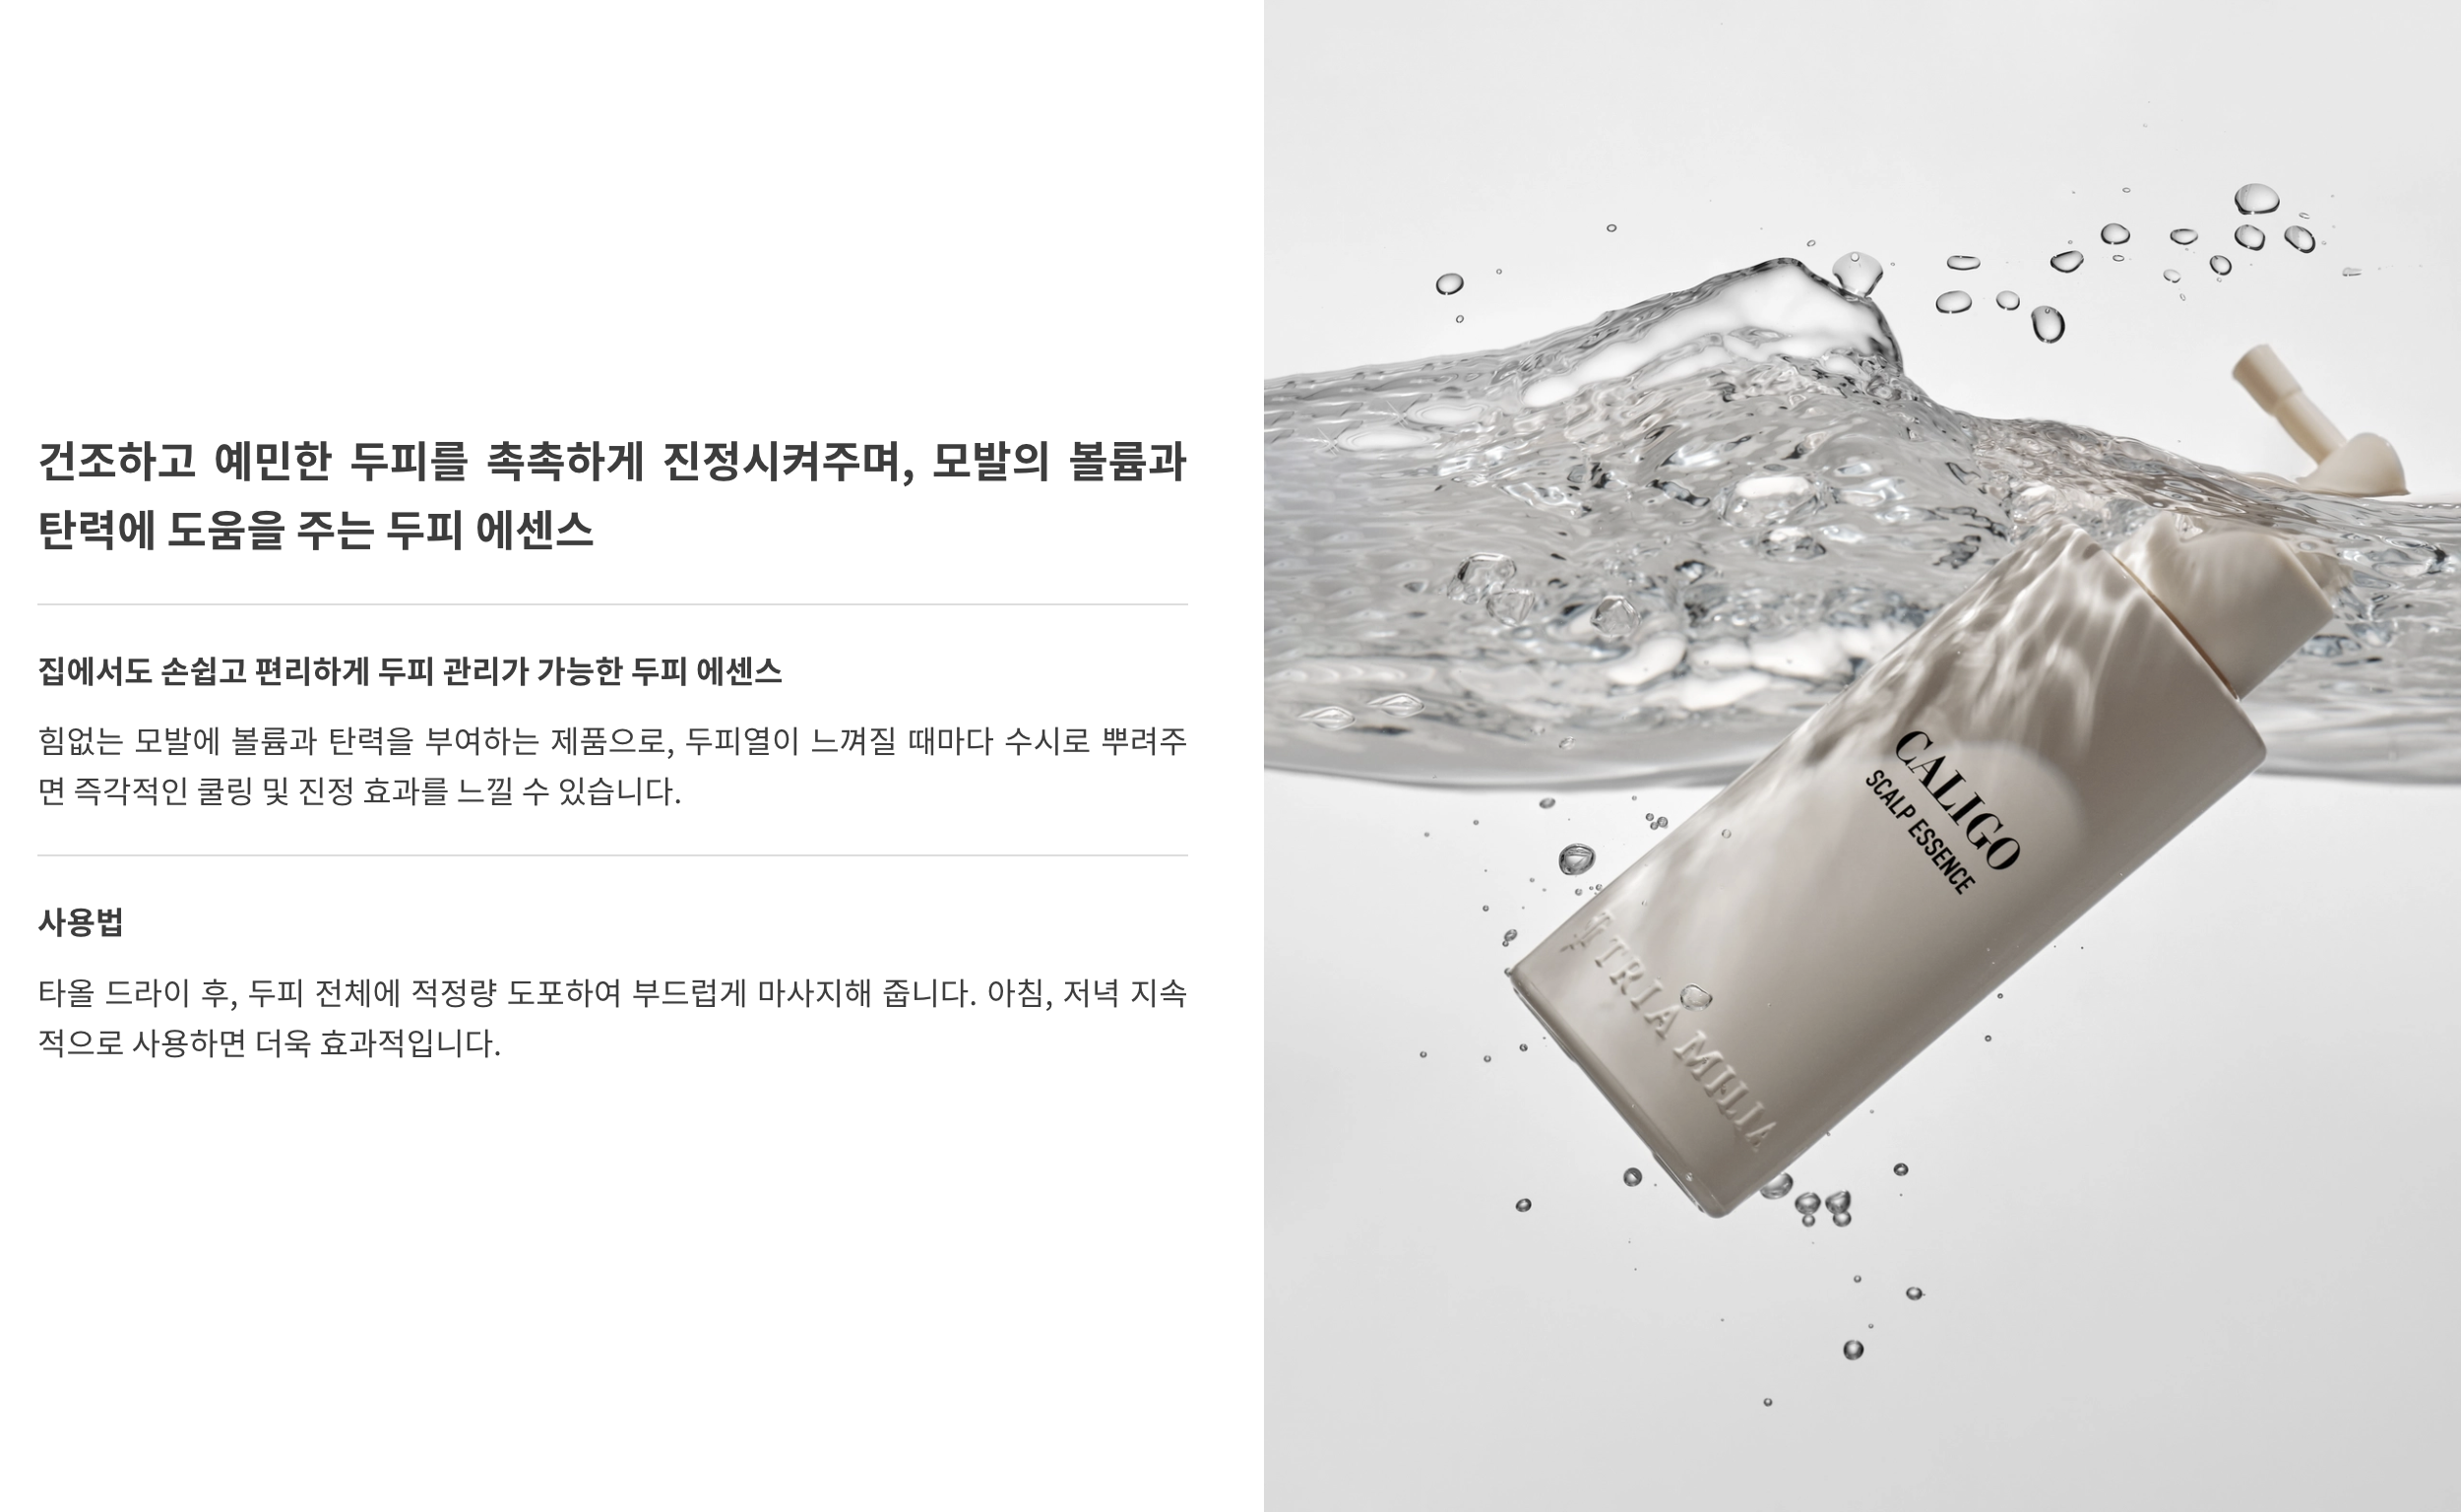 건조하고 예민한 두피를 촉촉하게 진정시켜주며, 모발의 볼륨과
탄력에 도움을 주는 두피 에센스
집에서도 손쉽고 편리하게 두피 관리가 가능한 두피 에센스
힘없는 모발에 볼륨과 탄력을 부여하는 제품으로, 두피열이 느껴질 때마다 수시로 뿌려주
면 즉각적인 쿨링 및 진정 효과를 느낄 수 있습니다.
사용법
타올 드라이 후, 두피 전체에 적정량 도포하여 부드럽게 마사지해 줍니다. 아침, 저녁 지속
적으로 사용하면 더욱 효과적입니다.
CALIGO
SCALP ESSENCE
MILLIA